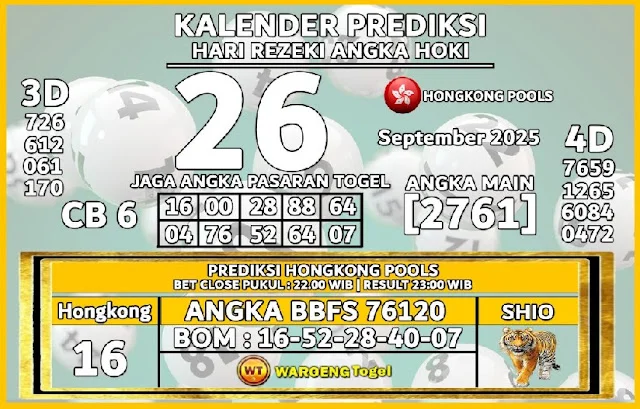 KALENDER PREDIKSI
HARI REZEKI ANGKA HOKI
3D
726
612
061
170
26
HONGKONG POOLS
September 2025
4D
7659
1265
6084
0472
JAGA ANGKA PASARAN TOGEL
ANGKA MAIN
[2761]
CB 6
16 00 28 88 64
04 76 52 64 07
PREDIKSI HONGKONG POOLS
BET CLOSE PUKUL : 22.00 WIB | RESULT 23:00 WIB
Hongkong
16
ANGKA BBFS 76120
BOM : 16-52-28-40-07
WT WAROENG Togel
SHIO